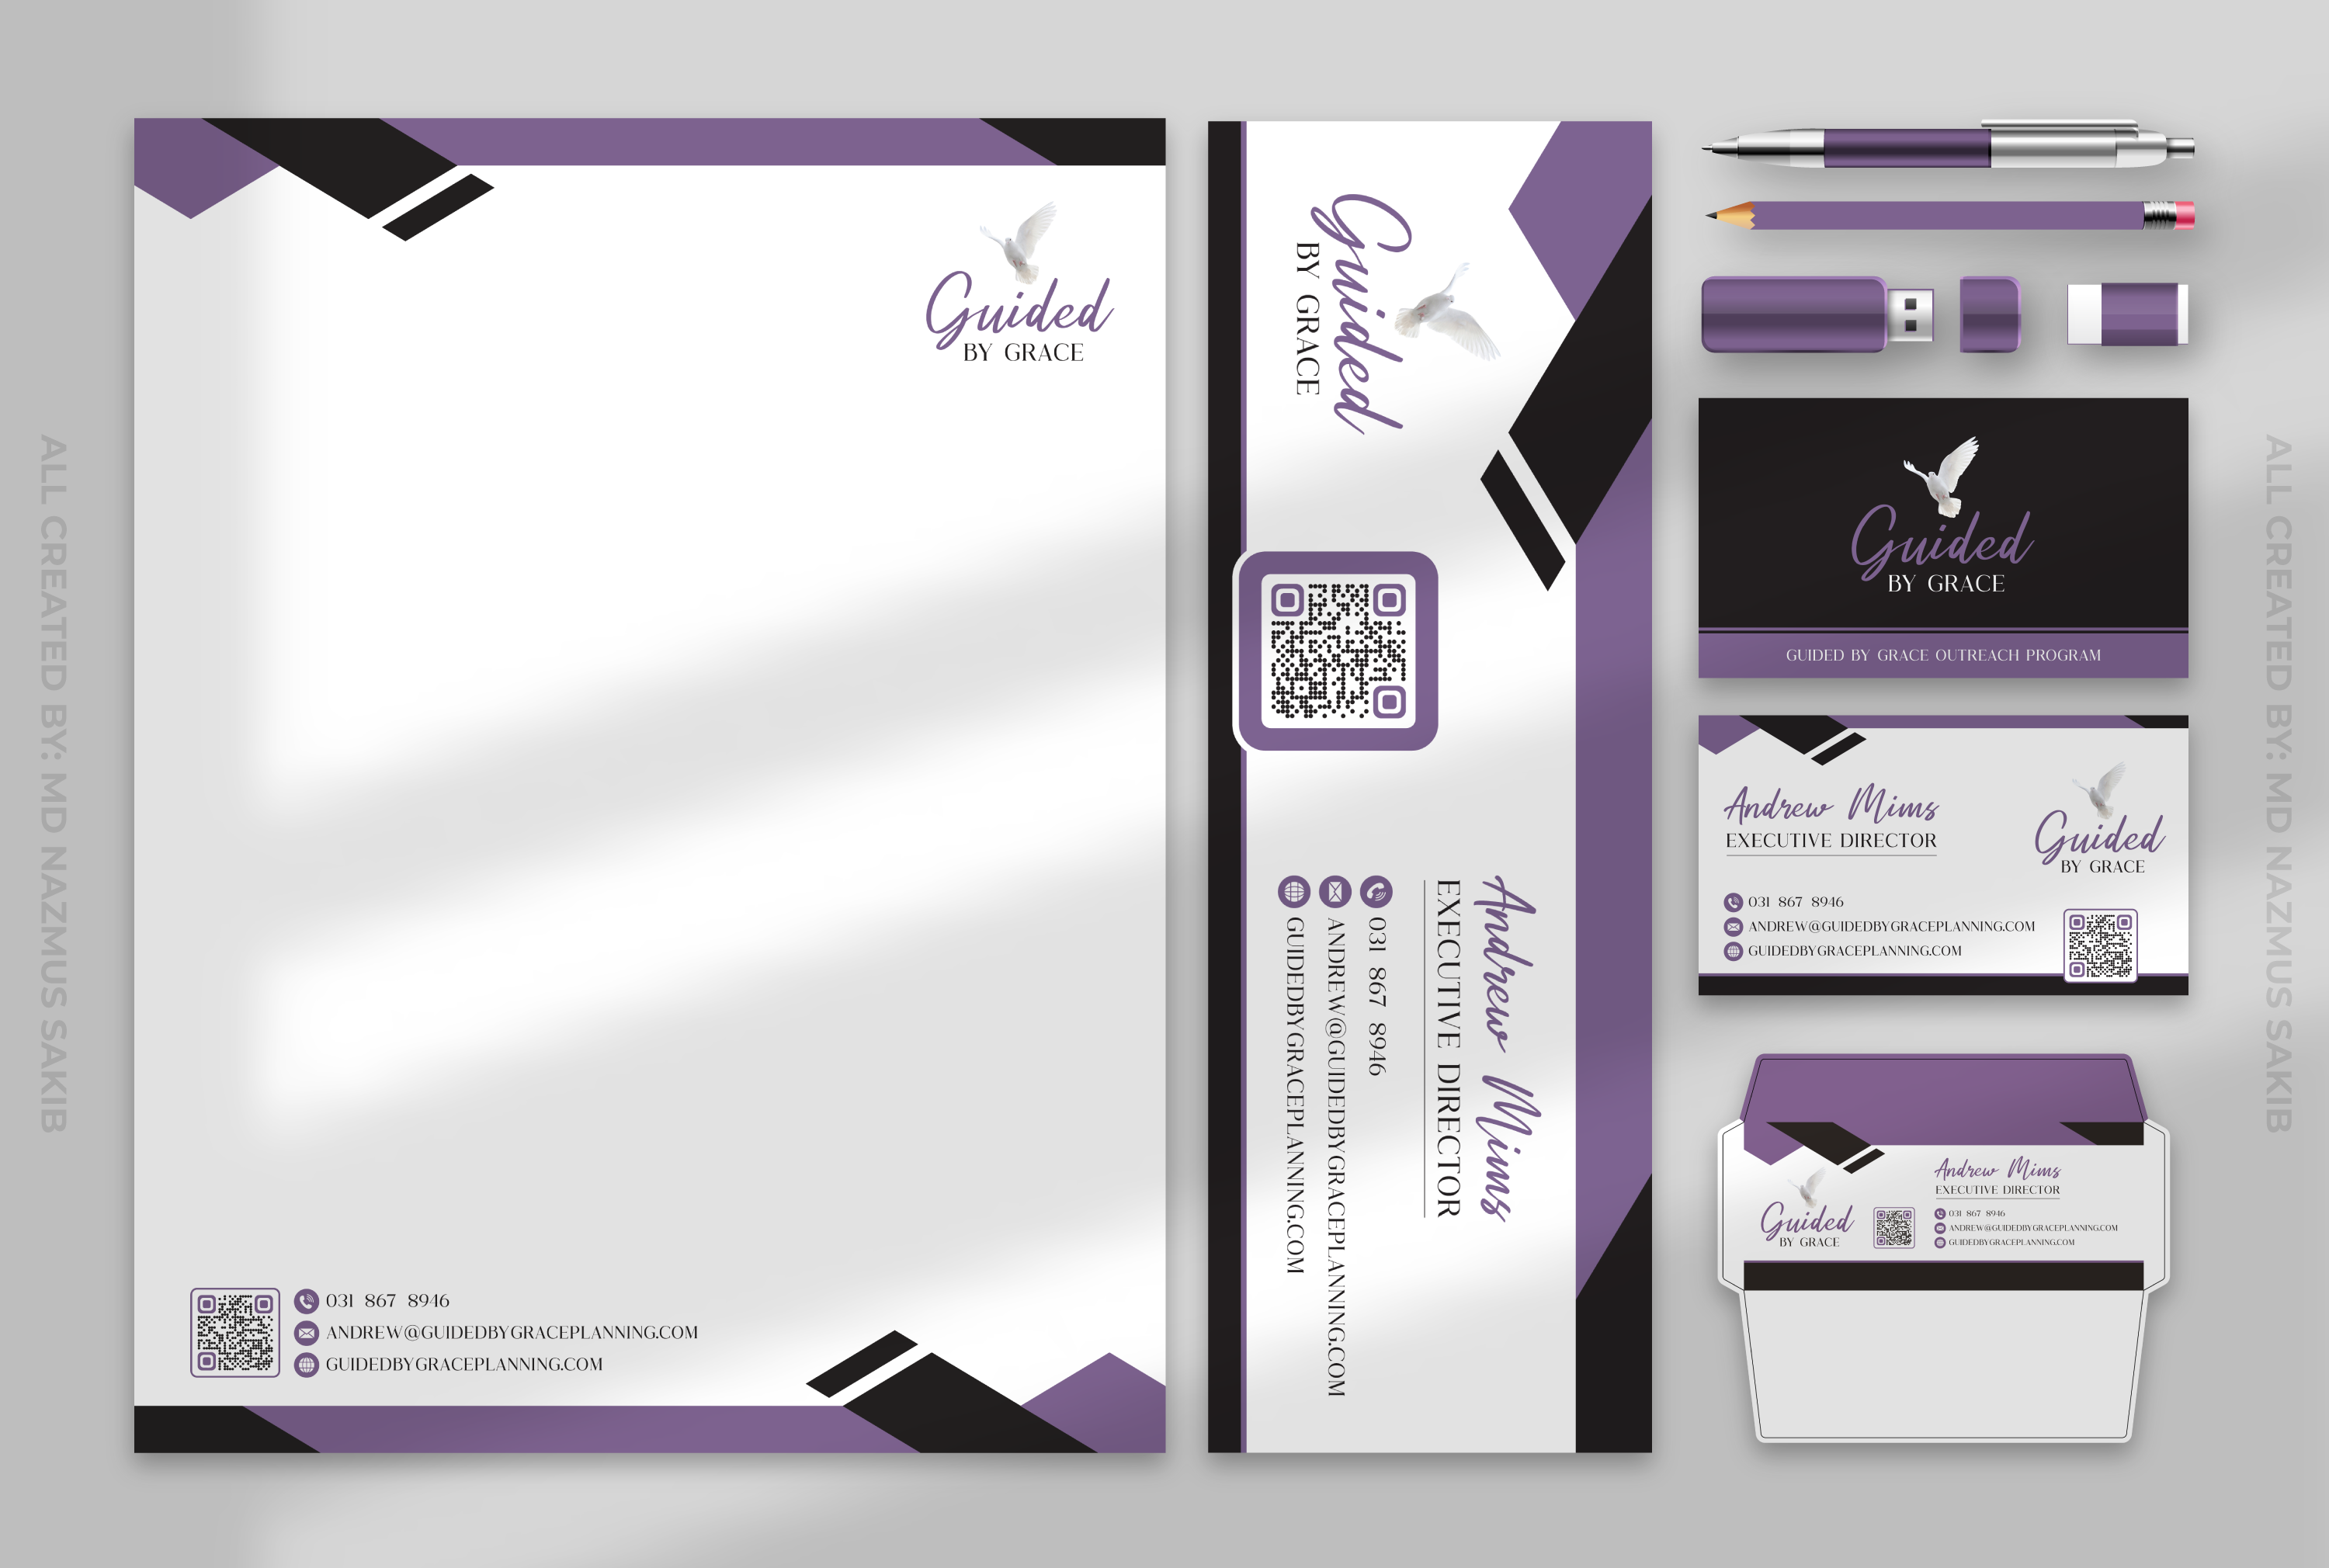 ALL CREATED BY: MD NAZMUS SAKIB
Guided
BY GRACE
031 867 8946
ANDREW@GUIDEDBYGRACEPLANNING.COM
GUIDEDBYGRACEPLANNING.COM
Guided
BY GRACE
Andrew Mims
EXECUTIVE DIRECTOR
031 867 8946
ANDREW@GUIDEDBYGRACEPLANNING.COM
GUIDEDBYGRACEPLANNING.COM
Guided
BY GRACE
GUIDED BY GRACE OUTREACH PROGRAM
Andrew Mims
EXECUTIVE DIRECTOR
031 867 8946
ANDREW@GUIDEDBYGRACEPLANNING.COM
GUIDEDBYGRACEPLANNING.COM
Guided
BY GRACE
Guided
BY GRACE
Andrew Mims
EXECUTIVE DIRECTOR
031 867 8946
ANDREW@GUIDEDBYGRACEPLANNING.COM
GUIDEDBYGRACEPLANNING.COM
ALL CREATED BY: MD NAZMUS SAKIB